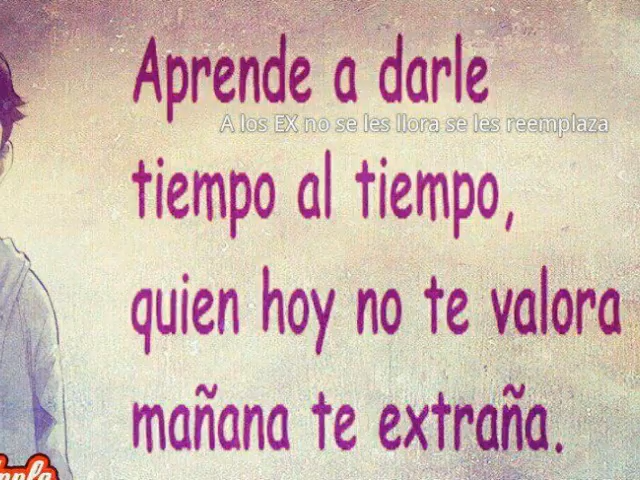 Aprende a darle
A los EX no se les llora se les reemplaza
tiempo al tiempo,
quien hoy no te valora
mañana te extraña.